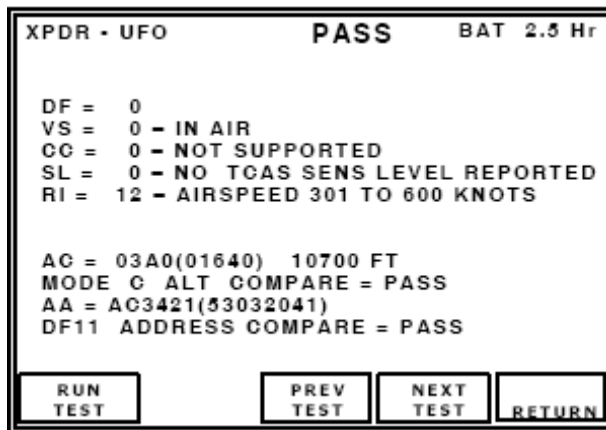 XPDR - UFO PASS BAT 2.5 Hr
DF = 0
VS = 0 – IN AIR
CC = 0 – NOT SUPPORTED
SL = 0 – NO TCAS SENS LEVEL REPORTED
RI = 12 – AIRSPEED 301 TO 600 KNOTS
AC = 03A0(01640) 10700 FT
MODE C ALT COMPARE = PASS
AA = AC3421(53032041)
DF11 ADDRESS COMPARE = PASS
RUN TEST
PREV TEST
NEXT TEST
RETURN